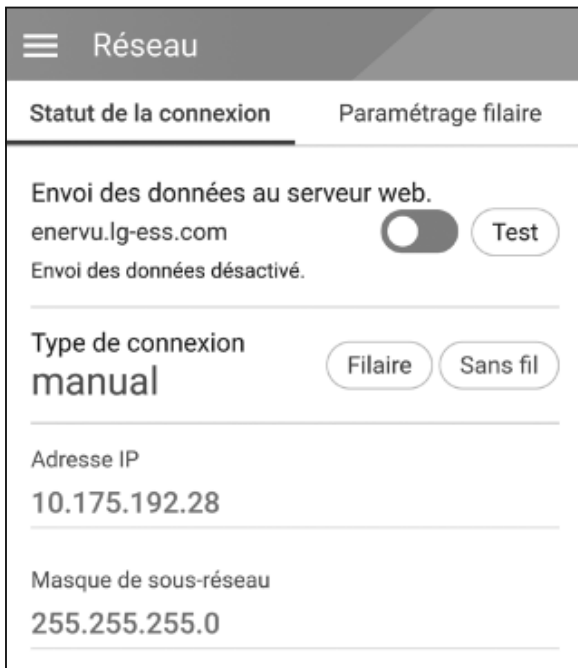 Réseau
Statut de la connexion Paramétrage filaire
Envoi des données au serveur web.
enervu.lg-ess.com Test
Envoi des données désactivé.
Type de connexion
manual Filaire Sans fil
Adresse IP
10.175.192.28
Masque de sous-réseau
255.255.255.0